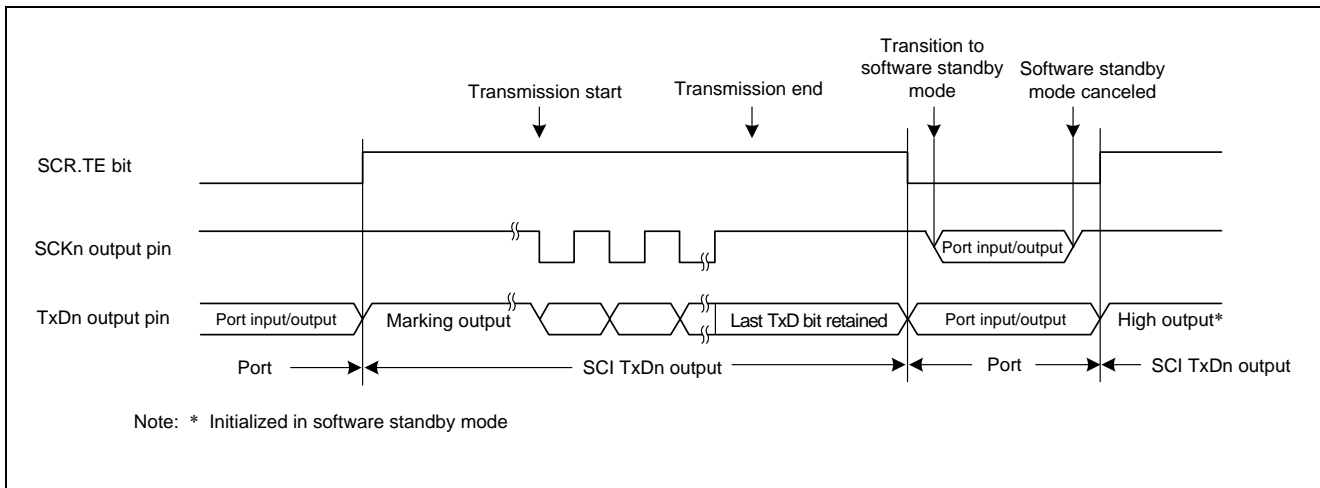 Transition to
software standby
mode
Software standby
mode canceled
Transmission start
Transmission end
SCR.TE bit
SCKn output pin
Port input/output
TxDn output pin
Port input/output
Marking output
Last TxD bit retained
Port input/output
High output*
Port
SCI TxDn output
Port
SCI TxDn output
Note: * Initialized in software standby mode